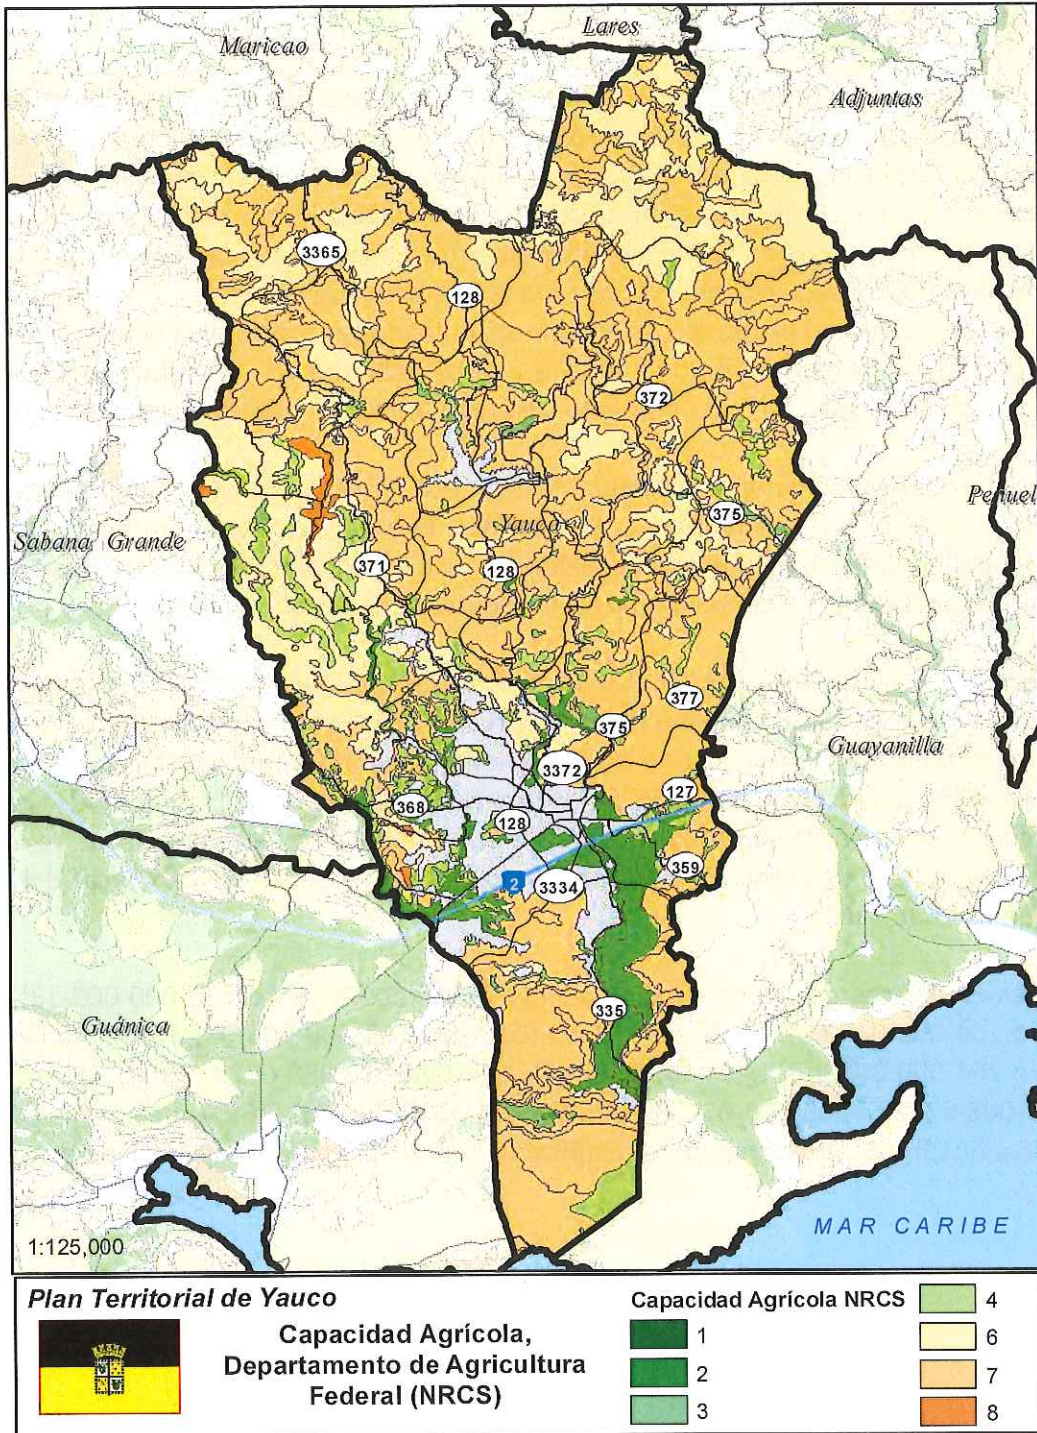 Lares
Maricao
Adjuntas
3365
128
372
375
Peñuel
Yauco
Sabana Grande
371
128
377
375
Guayanilla
3372
127
368
128
359
2
3334
335
Guánica
MAR CARIBE
1:125,000
Plan Territorial de Yauco
Capacidad Agrícola,
Departamento de Agricultura
Federal (NRCS)
Capacidad Agrícola NRCS
1
2
3
4
6
7
8